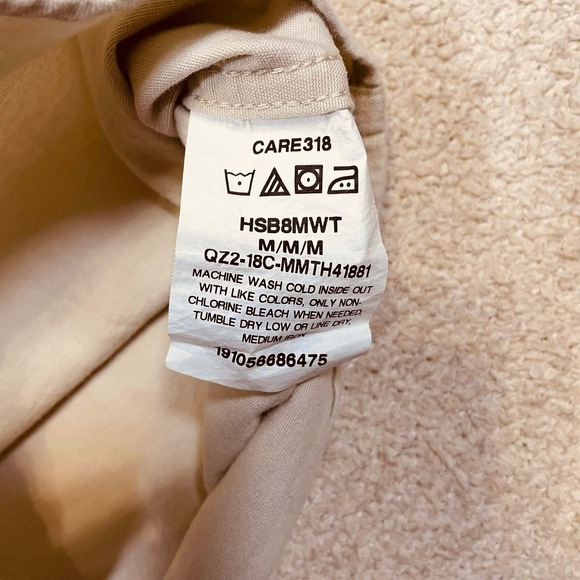 CARE318
HSB8MWT
M/M/M
QZ2-18C-MMTH41881
MACHINE WASH COLD INSIDE OUT
WITH LIKE COLORS, ONLY NON-
CHLORINE BLEACH WHEN NEEDED,
TUMBLE DRY LOW OR LINE DRY,
MEDIUM IRON
191056686475